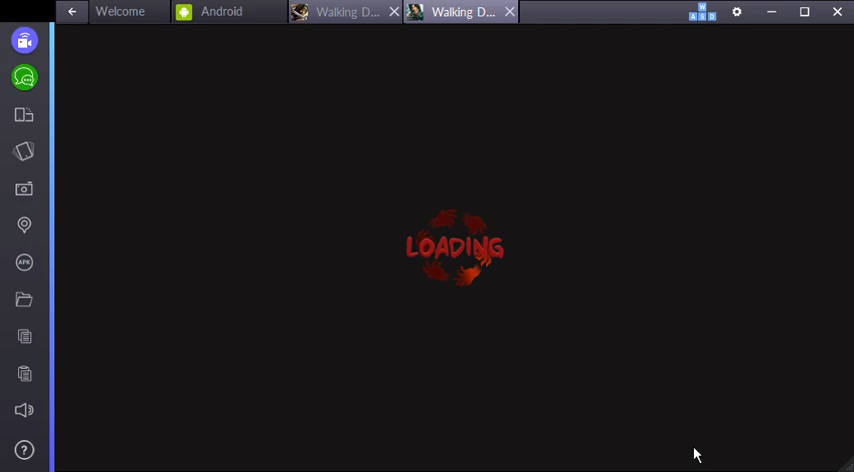 Welcome
Android
Walking D...
Walking D...
W
A S D
APK
LOADING
?